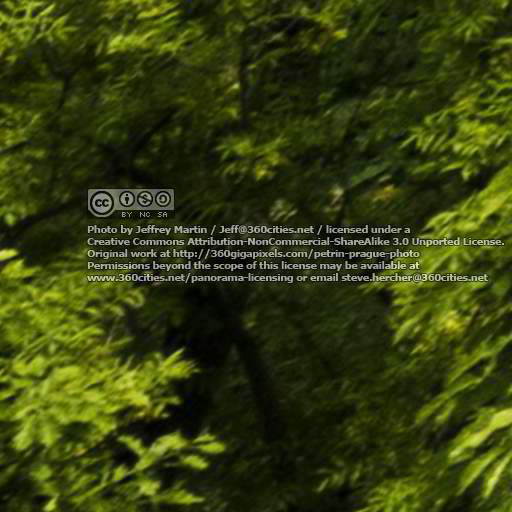 cc
BY NC SA
Photo by Jeffrey Martin / Jeff@360cities.net / licensed under a
Creative Commons Attribution-NonCommercial-ShareAlike 3.0 Unported License.
Original work at http://360gigapixels.com/petrin-prague-photo
Permissions beyond the scope of this license may be available at
www.360cities.net/panorama-licensing or email steve.hercher@360cities.net